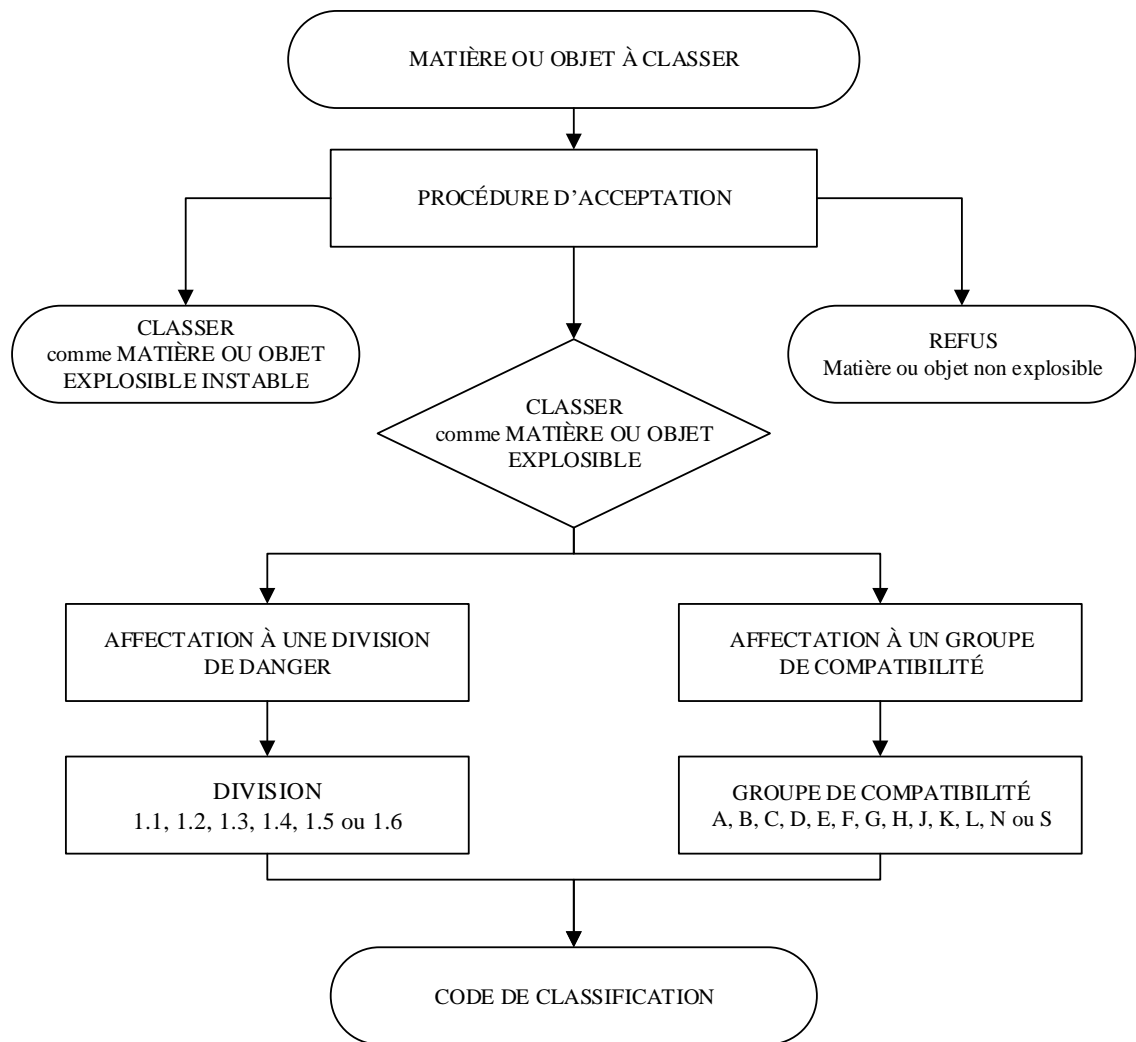 MATIÈRE OU OBJET À CLASSER
PROCÉDURE D’ACCEPTATION
CLASSER
comme MATIÈRE OU OBJET
EXPLOSIBLE INSTABLE
REFUS
Matière ou objet non explosible
CLASSER
comme MATIÈRE OU OBJET
EXPLOSIBLE
AFFECTATION À UNE DIVISION
DE DANGER
AFFECTATION À UN GROUPE
DE COMPATIBILITÉ
DIVISION
1.1, 1.2, 1.3, 1.4, 1.5 ou 1.6
GROUPE DE COMPATIBILITÉ
A, B, C, D, E, F, G, H, J, K, L, N ou S
CODE DE CLASSIFICATION